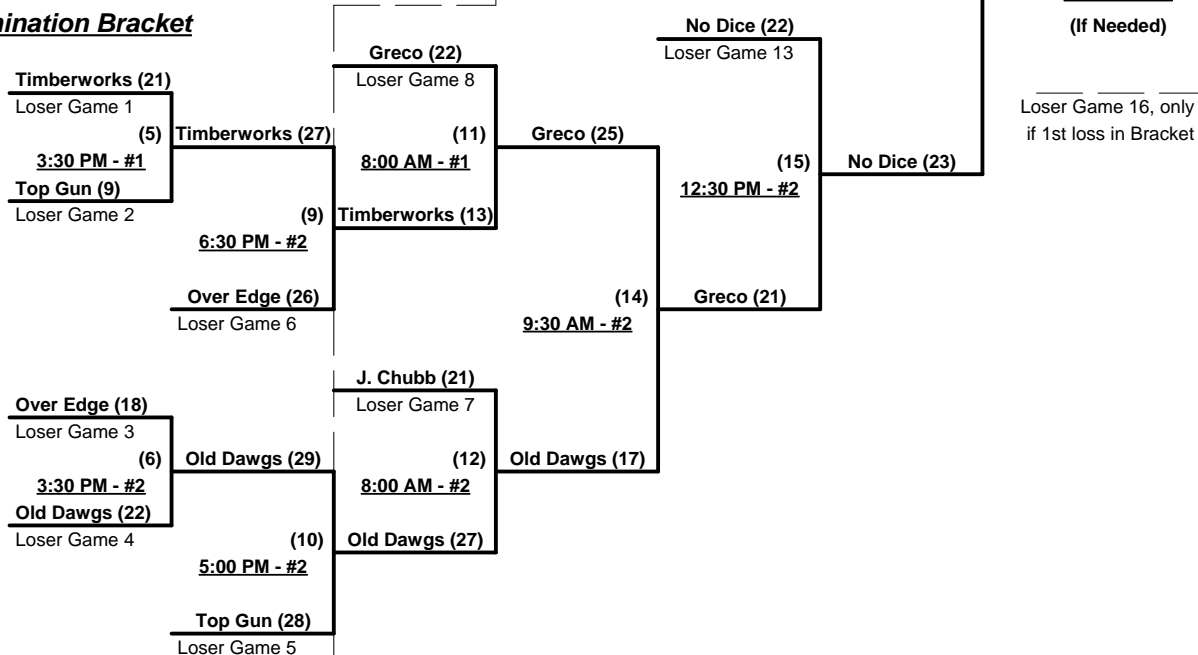 mination Bracket
No Dice (22)
(If Needed)
Greco (22)
Loser Game 13
Timberworks (21)
Loser Game 8
Loser Game 1
Loser Game 16, only
(5)
Timberworks (27)
(11)
Greco (25)
if 1st loss in Bracket
3:30 PM - #1
8:00 AM - #1
(15)
No Dice (23)
Top Gun (9)
12:30 PM - #2
Loser Game 2
(9)
Timberworks (13)
6:30 PM - #2
Over Edge (26)
(14)
Greco (21)
Loser Game 6
9:30 AM - #2
J. Chubb (21)
Over Edge (18)
Loser Game 7
Loser Game 3
(6)
Old Dawgs (29)
(12)
Old Dawgs (17)
3:30 PM - #2
8:00 AM - #2
Old Dawgs (22)
Loser Game 4
(10)
Old Dawgs (27)
5:00 PM - #2
Top Gun (28)
Loser Game 5